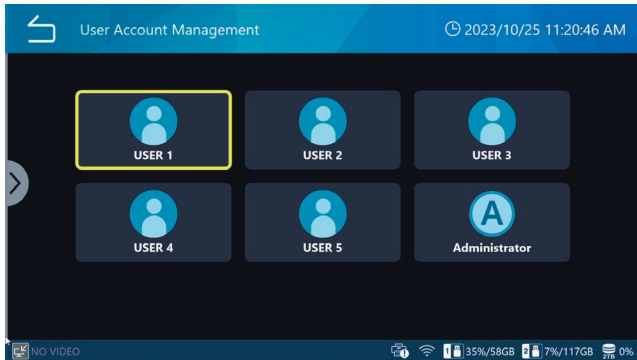 User Account Management
2023/10/25 11:20:46 AM
USER 1 USER 2 USER 3
USER 4 USER 5 A Administrator
NO VIDEO 1 35%/58GB 2 7%/117GB 2TB 0%